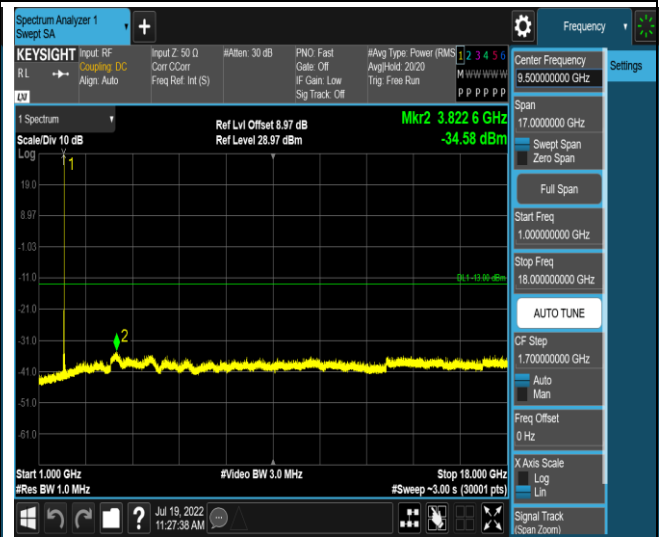 Spectrum Analyzer 1
Swept SA
Frequency
KEYSIGHT
RL
LXI
Input: RF
Coupling: DC
Align: Auto
Input Z: 50 Ω
Corr CCorr
Freq Ref: Int (S)
#Atten: 30 dB
PNO: Fast
Gate: Off
IF Gain: Low
Sig Track: Off
#Avg Type: Power (RMS
Avg|Hold: 20/20
Trig: Free Run
1 2 3 4 5 6
M W W W W W
P P P P P P
1 Spectrum
Scale/Div 10 dB
Ref Lvl Offset 8.97 dB
Ref Level 28.97 dBm
Mkr2 3.822 6 GHz
-34.58 dBm
Log
1
19.0
8.97
-1.03
-11.0
DL1 -13.00 dBm
-21.0
-31.0
2
-41.0
-51.0
-61.0
Start 1.000 GHz
#Res BW 1.0 MHz
#Video BW 3.0 MHz
Stop 18.000 GHz
#Sweep ~3.00 s (30001 pts)
Jul 19, 2022
11:27:38 AM
?
Center Frequency
9.500000000 GHz
Settings
Span
17.0000000 GHz
Swept Span
Zero Span
Full Span
Start Freq
1.000000000 GHz
Stop Freq
18.000000000 GHz
AUTO TUNE
CF Step
1.700000000 GHz
Auto
Man
Freq Offset
0 Hz
X Axis Scale
Log
Lin
Signal Track
(Span Zoom)